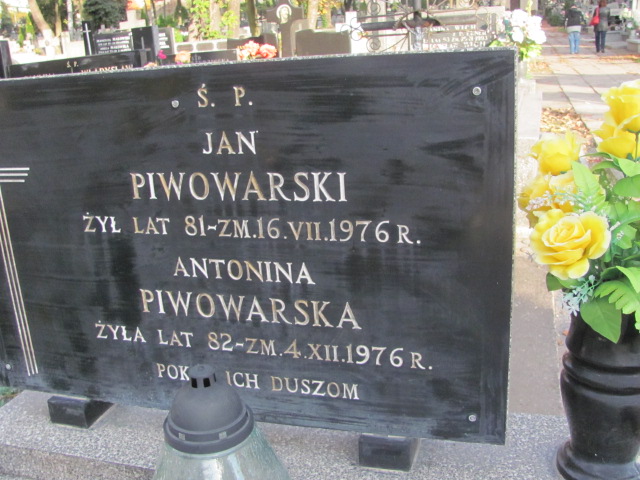 Ś. P.
JAN
PIWOWARSKI
ŻYŁ LAT 81-ZM.16.VII.1976 R.
ANTONINA
PIWOWARSKA
ŻYŁA LAT 82-ZM.4.XII.1976 R.
ICH DUSZOM